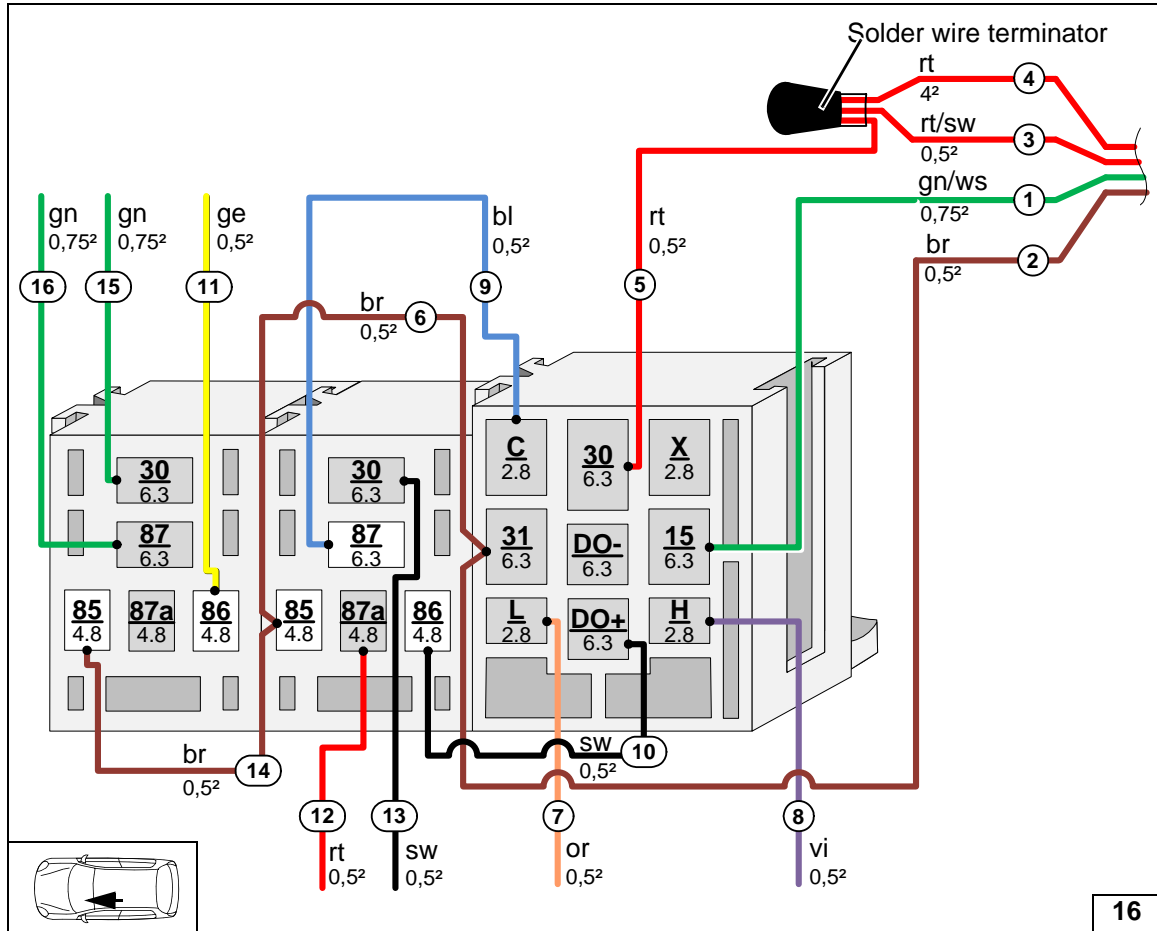 Solder wire terminator
rt
4²
4
rt/sw
0,5²
3
gn/ws
0,75²
1
br
0,5²
2
gn
0,75²
gn
0,75²
ge
0,5²
bl
0,5²
rt
0,5²
16
15
11
9
5
br
0,5²
6
C
2.8
30
6.3
X
2.8
30
6.3
30
6.3
87
6.3
87
6.3
31
6.3
DO-
6.3
15
6.3
85
4.8
87a
4.8
86
4.8
85
4.8
87a
4.8
86
4.8
L
2.8
DO+
6.3
H
2.8
br
0,5²
14
sw
0,5²
10
12
13
7
8
rt
0,5²
sw
0,5²
or
0,5²
vi
0,5²
16